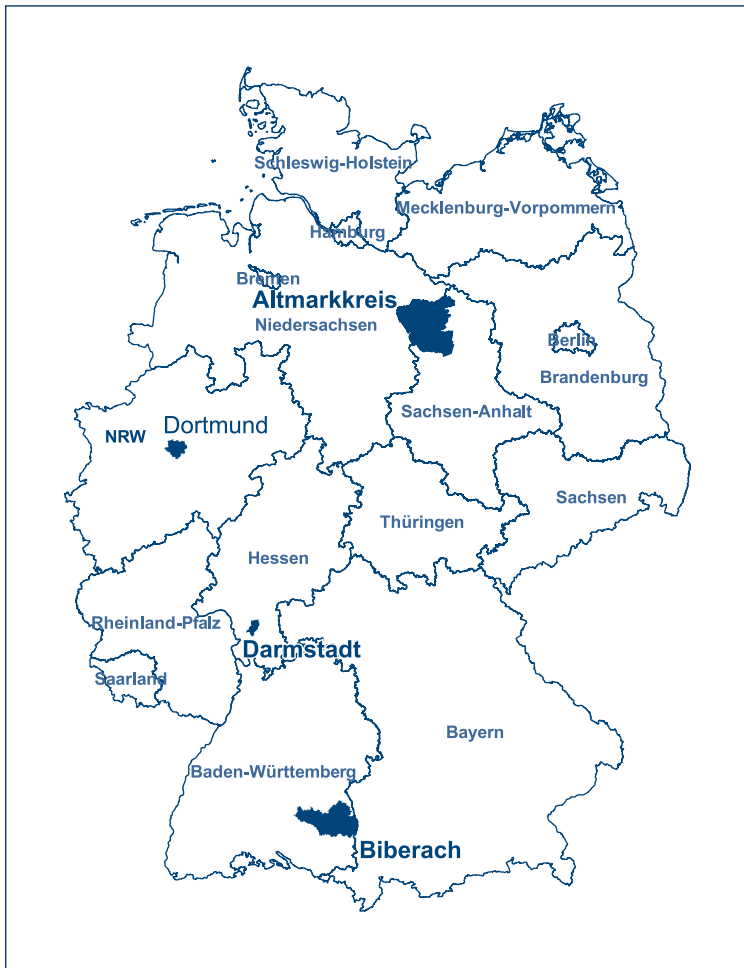 Schleswig-Holstein
Mecklenburg-Vorpommern
Hamburg
Bremen
Altmarkkreis
Niedersachsen
Berlin
Brandenburg
Sachsen-Anhalt
Dortmund
NRW
Sachsen
Thüringen
Hessen
Rheinland-Pfalz
Darmstadt
Saarland
Bayern
Baden-Württemberg
Biberach